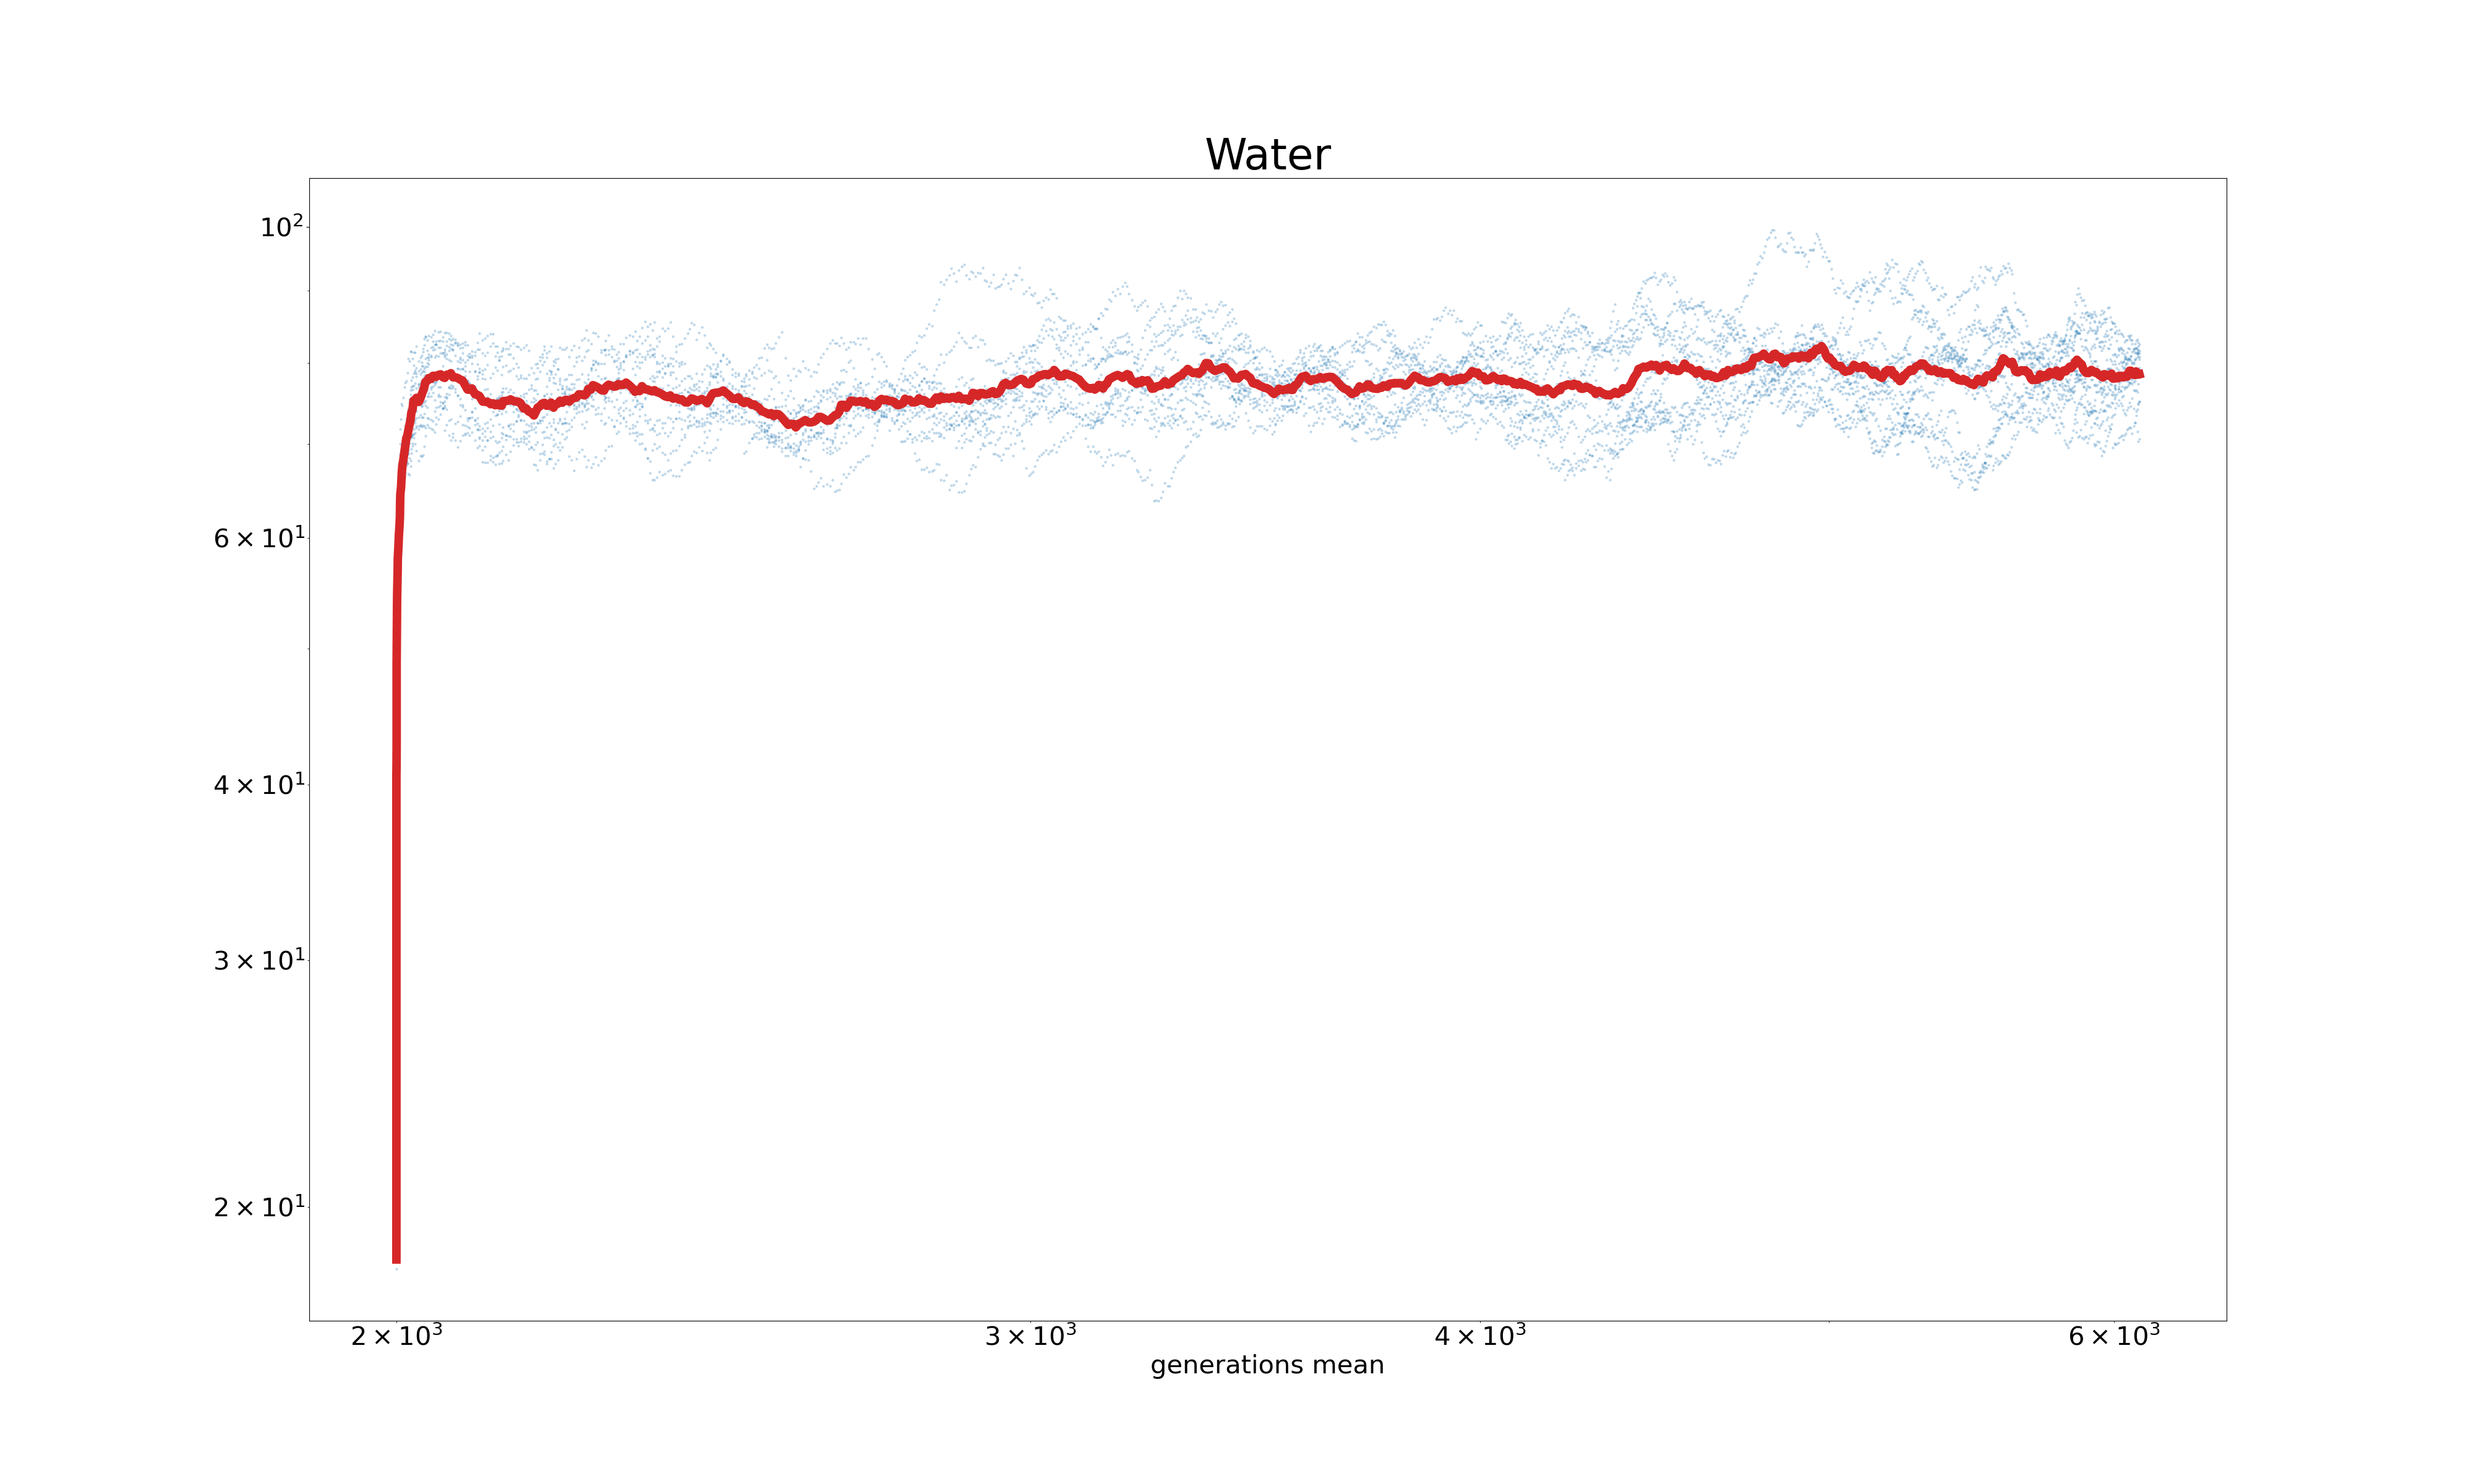 Water
10²
6 × 10¹
4 × 10¹
3 × 10¹
2 × 10¹
2 × 10³ 3 × 10³ 4 × 10³ 6 × 10³
generations mean